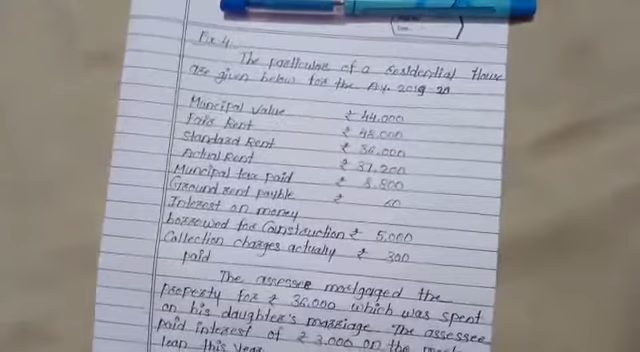 Ex. 4
The particulars of a residential House
are given below for the A.y. 2019-20
Muncipal Value ₹ 44,000
Fair Rent ₹ 48,000
Standard Rent ₹ 36,000
Actual Rent ₹ 37,200
Muncipal tax paid ₹ 8,800
Ground rent payble ₹ 60
Interest on money
borrowed for Coinstruction ₹ 5,000
Collection charges actually ₹ 300
paid
The assessee mortgaged the
property for ₹ 36,000 which was spent
on his daughter's marriage The assessee
paid interest of ₹ 3,000 on the
loan this year